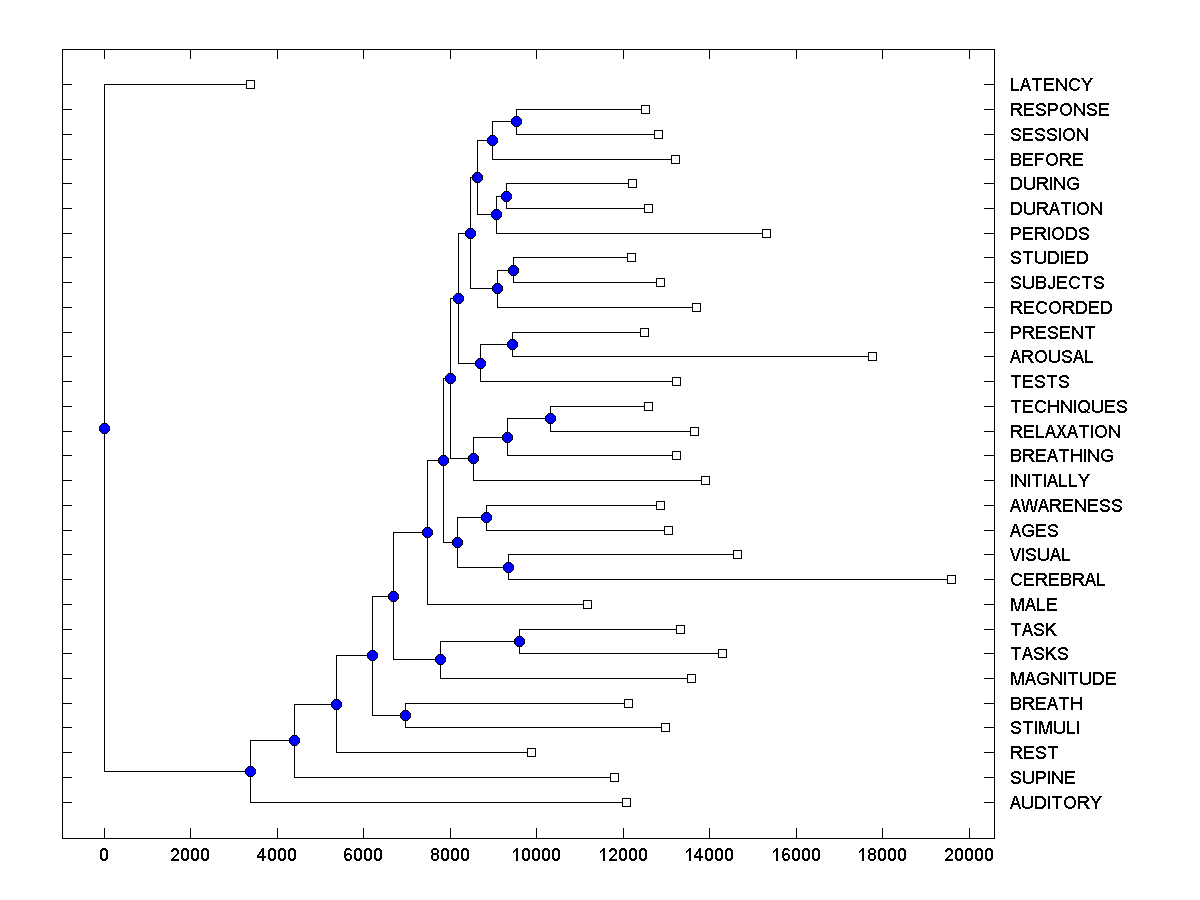 LATENCY
RESPONSE
SESSION
BEFORE
DURING
DURATION
PERIODS
STUDIED
SUBJECTS
RECORDED
PRESENT
AROUSAL
TESTS
TECHNIQUES
RELAXATION
BREATHING
INITIALLY
AWARENESS
AGES
VISUAL
CEREBRAL
MALE
TASK
TASKS
MAGNITUDE
BREATH
STIMULI
REST
SUPINE
AUDITORY
0 2000 4000 6000 8000 10000 12000 14000 16000 18000 20000